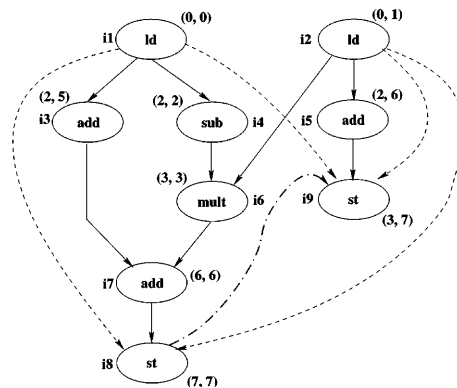 (0, 0)
i1
ld
(0, 1)
i2
ld
(2, 5)
i3
add
(2, 2)
sub
i4
(2, 6)
i5
add
(3, 3)
mult
i6
i9
st
(3, 7)
i7
add
(6, 6)
i8
st
(7, 7)